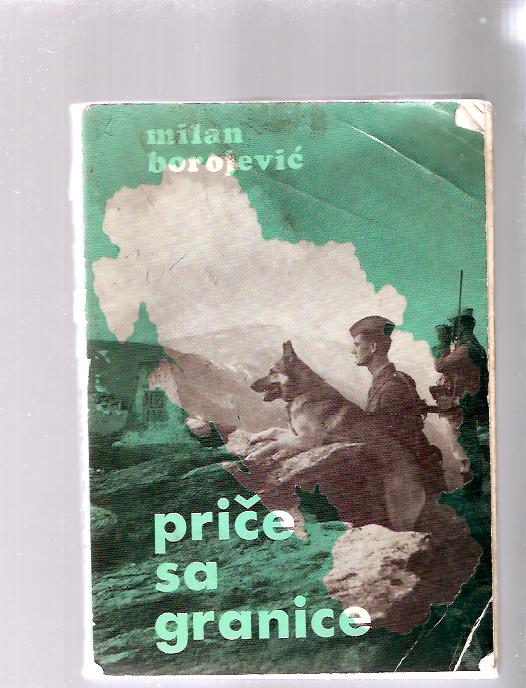 milan
borojević
priče
sa
granice